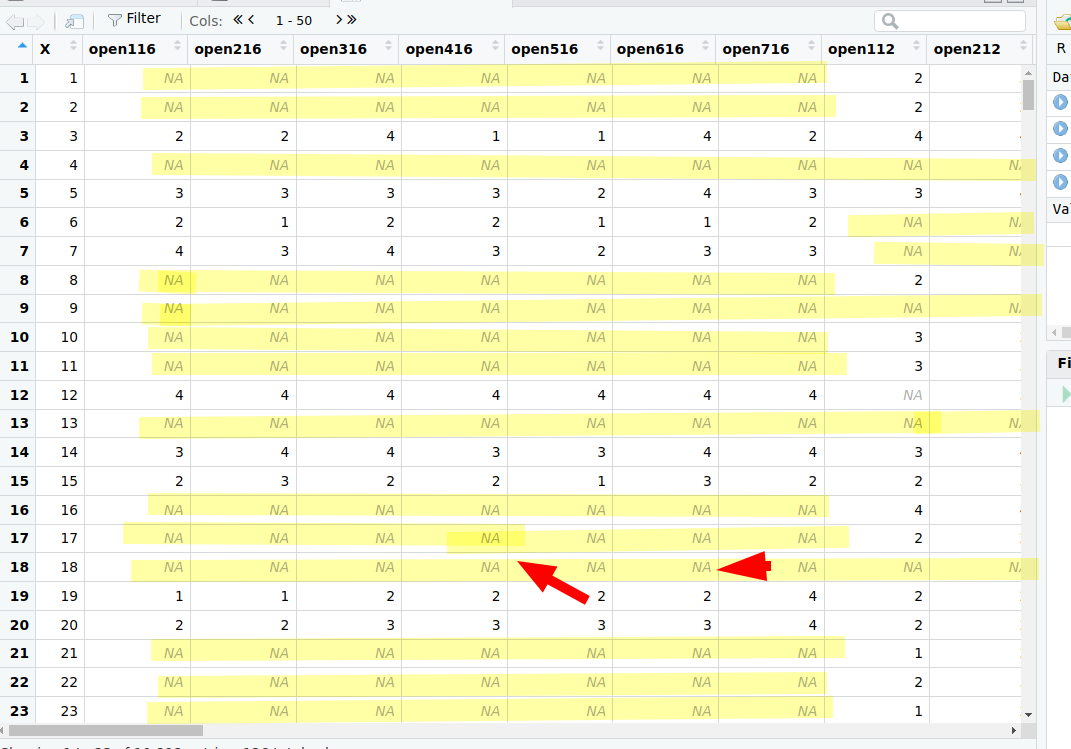 Filter Cols: 1 - 50
X open116 open216 open316 open416 open516 open616 open716 open112 open212 R
1 1 NA NA NA NA NA NA NA 2
2 2 NA NA NA NA NA NA NA 2
3 3 2 2 4 1 1 4 2 4
4 4 NA NA NA NA NA NA NA NA
5 5 3 3 3 3 2 4 3 3
6 6 2 1 2 2 1 1 2 NA
7 7 4 3 4 3 2 3 3 NA
8 8 NA NA NA NA NA NA NA 2
9 9 NA NA NA NA NA NA NA NA
10 10 NA NA NA NA NA NA NA 3
11 11 NA NA NA NA NA NA NA 3
12 12 4 4 4 4 4 4 4 NA
13 13 NA NA NA NA NA NA NA NA
14 14 3 4 4 3 3 4 4 3
15 15 2 3 2 2 1 3 2 2
16 16 NA NA NA NA NA NA NA 4
17 17 NA NA NA NA NA NA NA 2
18 18 NA NA NA NA NA NA NA NA
19 19 1 1 2 2 2 2 4 2
20 20 2 2 3 3 3 3 4 2
21 21 NA NA NA NA NA NA NA 1
22 22 NA NA NA NA NA NA NA 2
23 23 NA NA NA NA NA NA NA 1